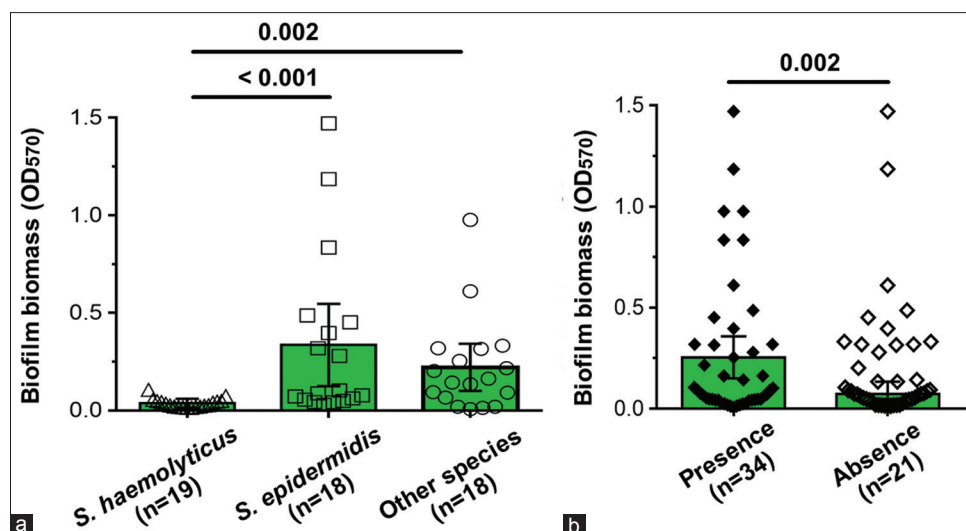 0.002
< 0.001
Biofilm biomass (OD570)
1.5
1.0
0.5
0.0
S. haemolyticus
(n=19)
S. epidermidis
(n=18)
Other species
(n=18)
a
0.002
Biofilm biomass (OD570)
1.5
1.0
0.5
0.0
Presence
(n=34)
Absence
(n=21)
b